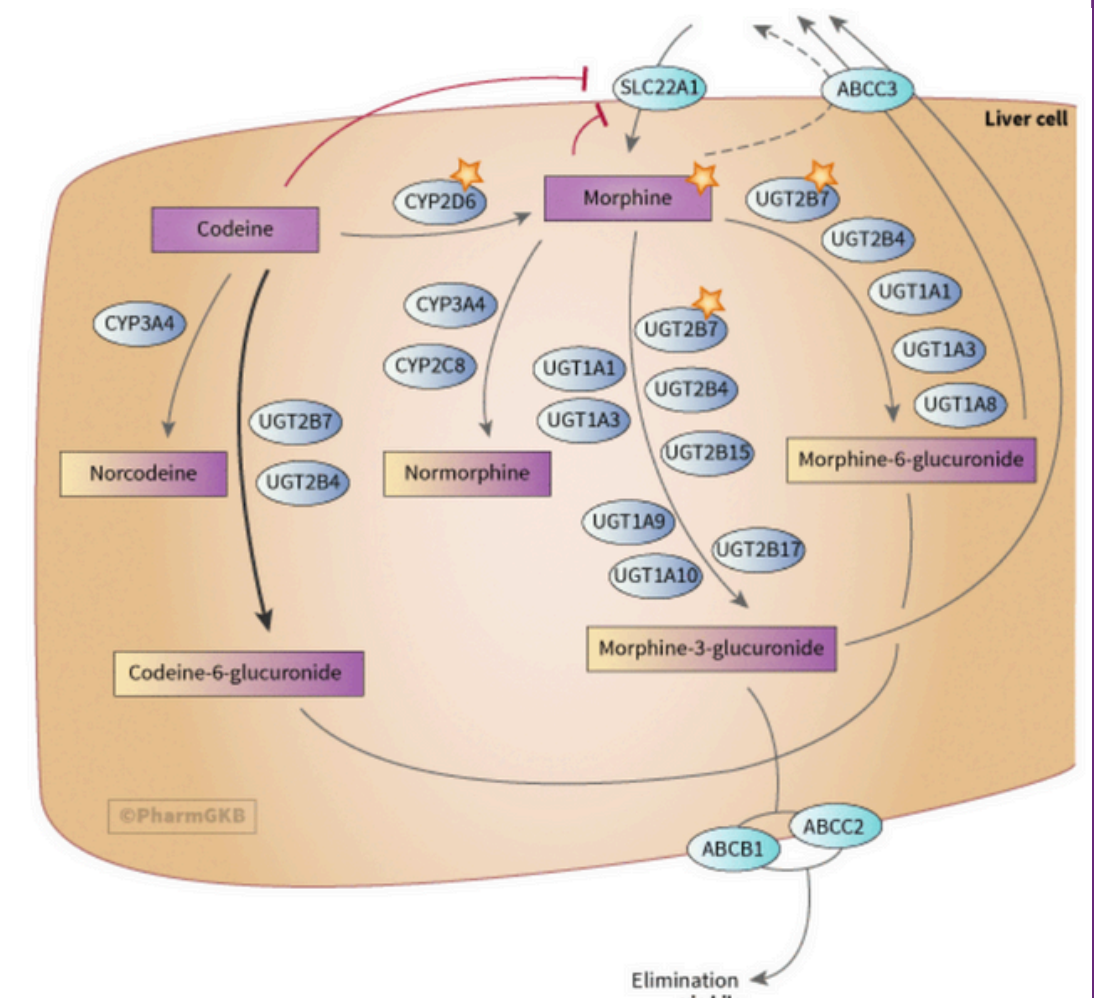 SLC22A1
ABCC3
Liver cell
CYP2D6
Morphine
UGT2B7
Codeine
UGT2B4
UGT1A1
CYP3A4
CYP3A4
UGT2B7
UGT1A3
CYP2C8
UGT1A1
UGT2B4
UGT1A8
UGT2B7
UGT1A3
UGT2B15
Morphine-6-glucuronide
Norcodeine
UGT2B4
Normorphine
UGT1A9
UGT2B17
UGT1A10
Morphine-3-glucuronide
Codeine-6-glucuronide
©PharmGKB
ABCC2
ABCB1
Elimination